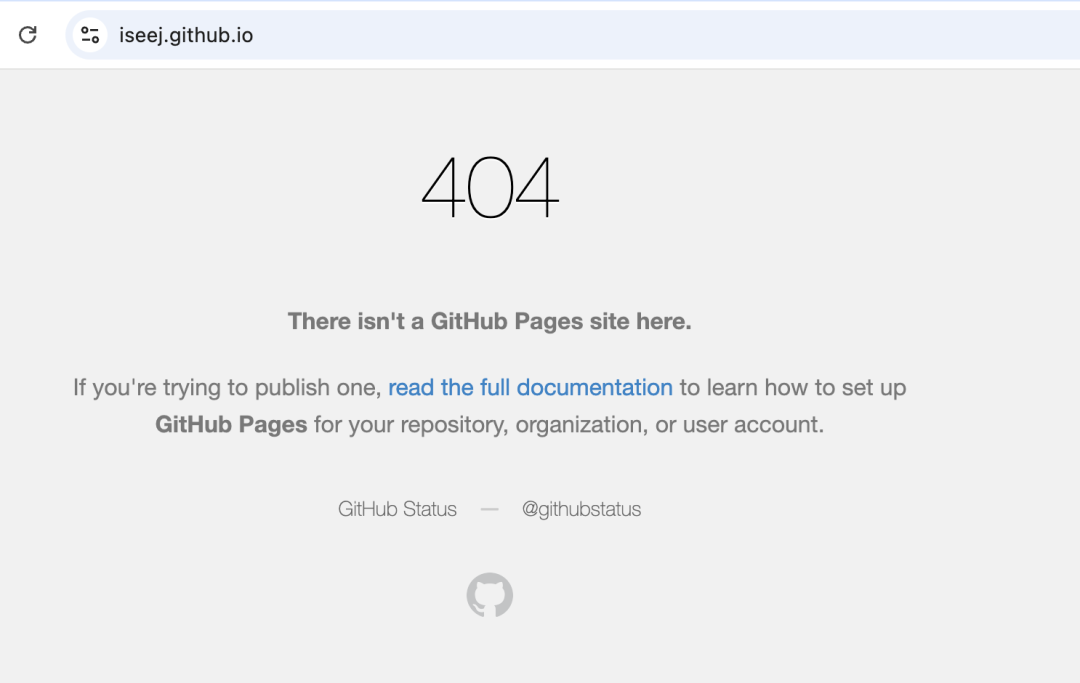 iseej.github.io
404
There isn't a GitHub Pages site here.
If you're trying to publish one, read the full documentation to learn how to set up
GitHub Pages for your repository, organization, or user account.
GitHub Status — @githubstatus